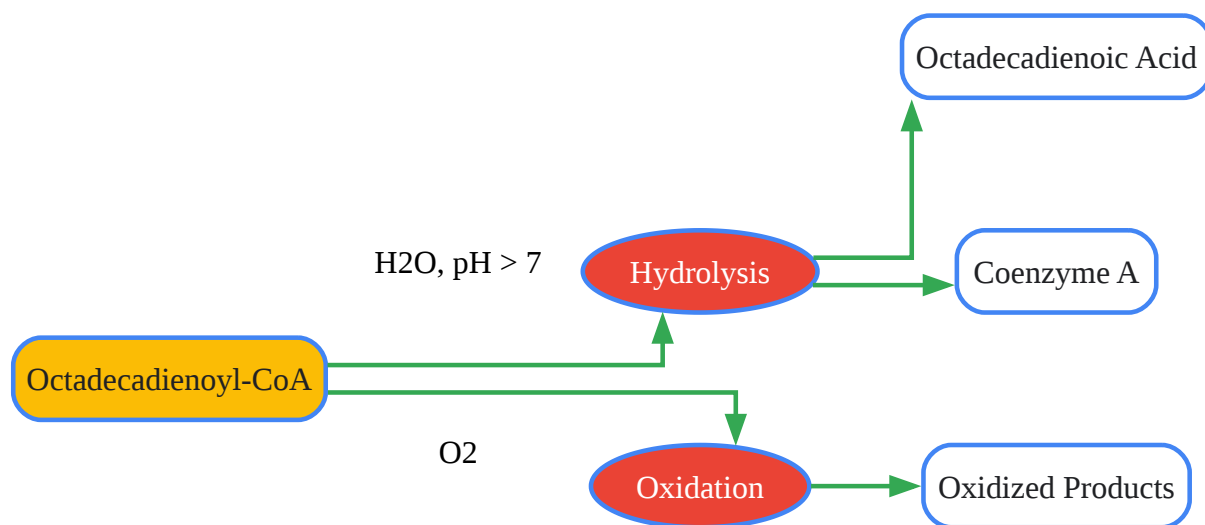 Octadecadienoic Acid
H2O, pH > 7
Hydrolysis
Coenzyme A
Octadecadienoyl-CoA
O2
Oxidation
Oxidized Products